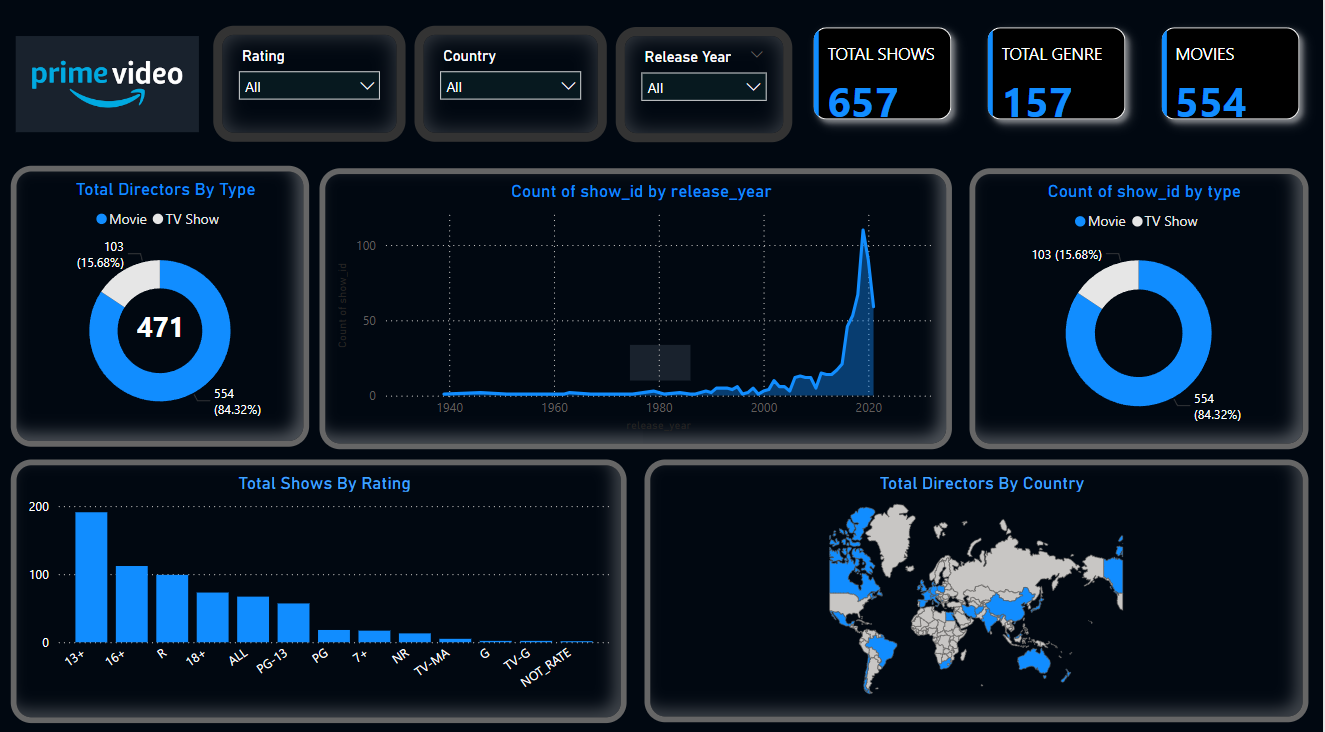 prime video
Rating
All
Country
All
Release Year
All
TOTAL SHOWS
657
TOTAL GENRE
157
MOVIES
554
Total Directors By Type
Movie TV Show
103
(15.68%)
471
554
(84.32%)
Count of show_id by release_year
Count of show_id
100
50
0
1940 1960 1980 2000 2020
release_year
Count of show_id by type
Movie TV Show
103 (15.68%)
554
(84.32%)
Total Shows By Rating
200
100
0
13+ 16+ R 18+ ALL PG-13 PG 7+ NR TV-MA G TV-G NOT_RATE
Total Directors By Country